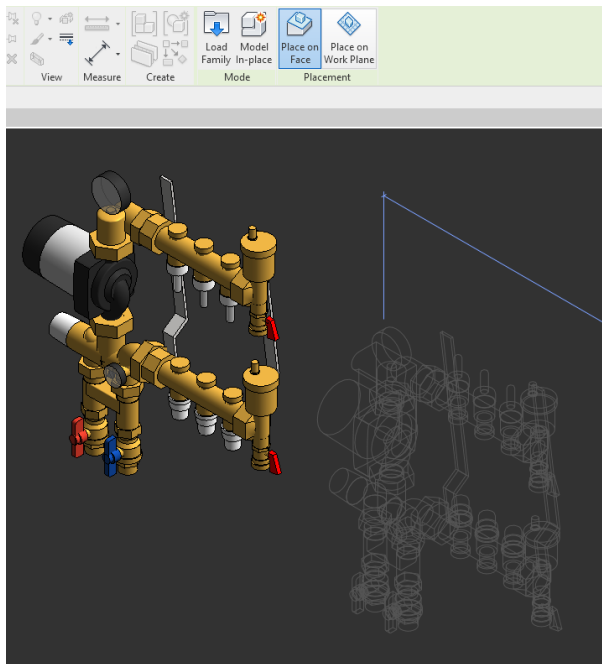 Load
Family
Model
In-place
Place on
Face
Place on
Work Plane
View
Measure
Create
Mode
Placement